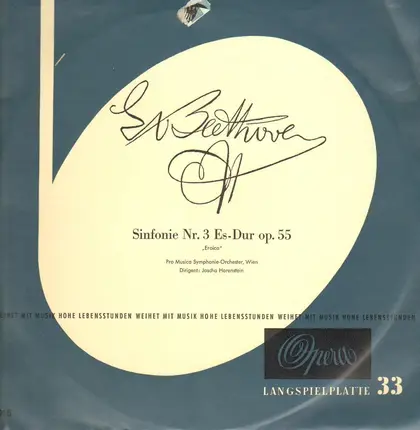 L v Beethoven
Sinfonie Nr. 3 Es-Dur op. 55
„Eroica“
Pro Musica Symphonie-Orchester, Wien
Dirigent: Jascha Horenstein
WEIHET MIT MUSIK HOHE LEBENSSTUNDEN WEIHET MIT MUSIK HOHE LEBENSSTUNDEN WEIHET MIT MUSIK HOHE LEBENSSTUNDEN
Opera
LANGSPIELPLATTE 33